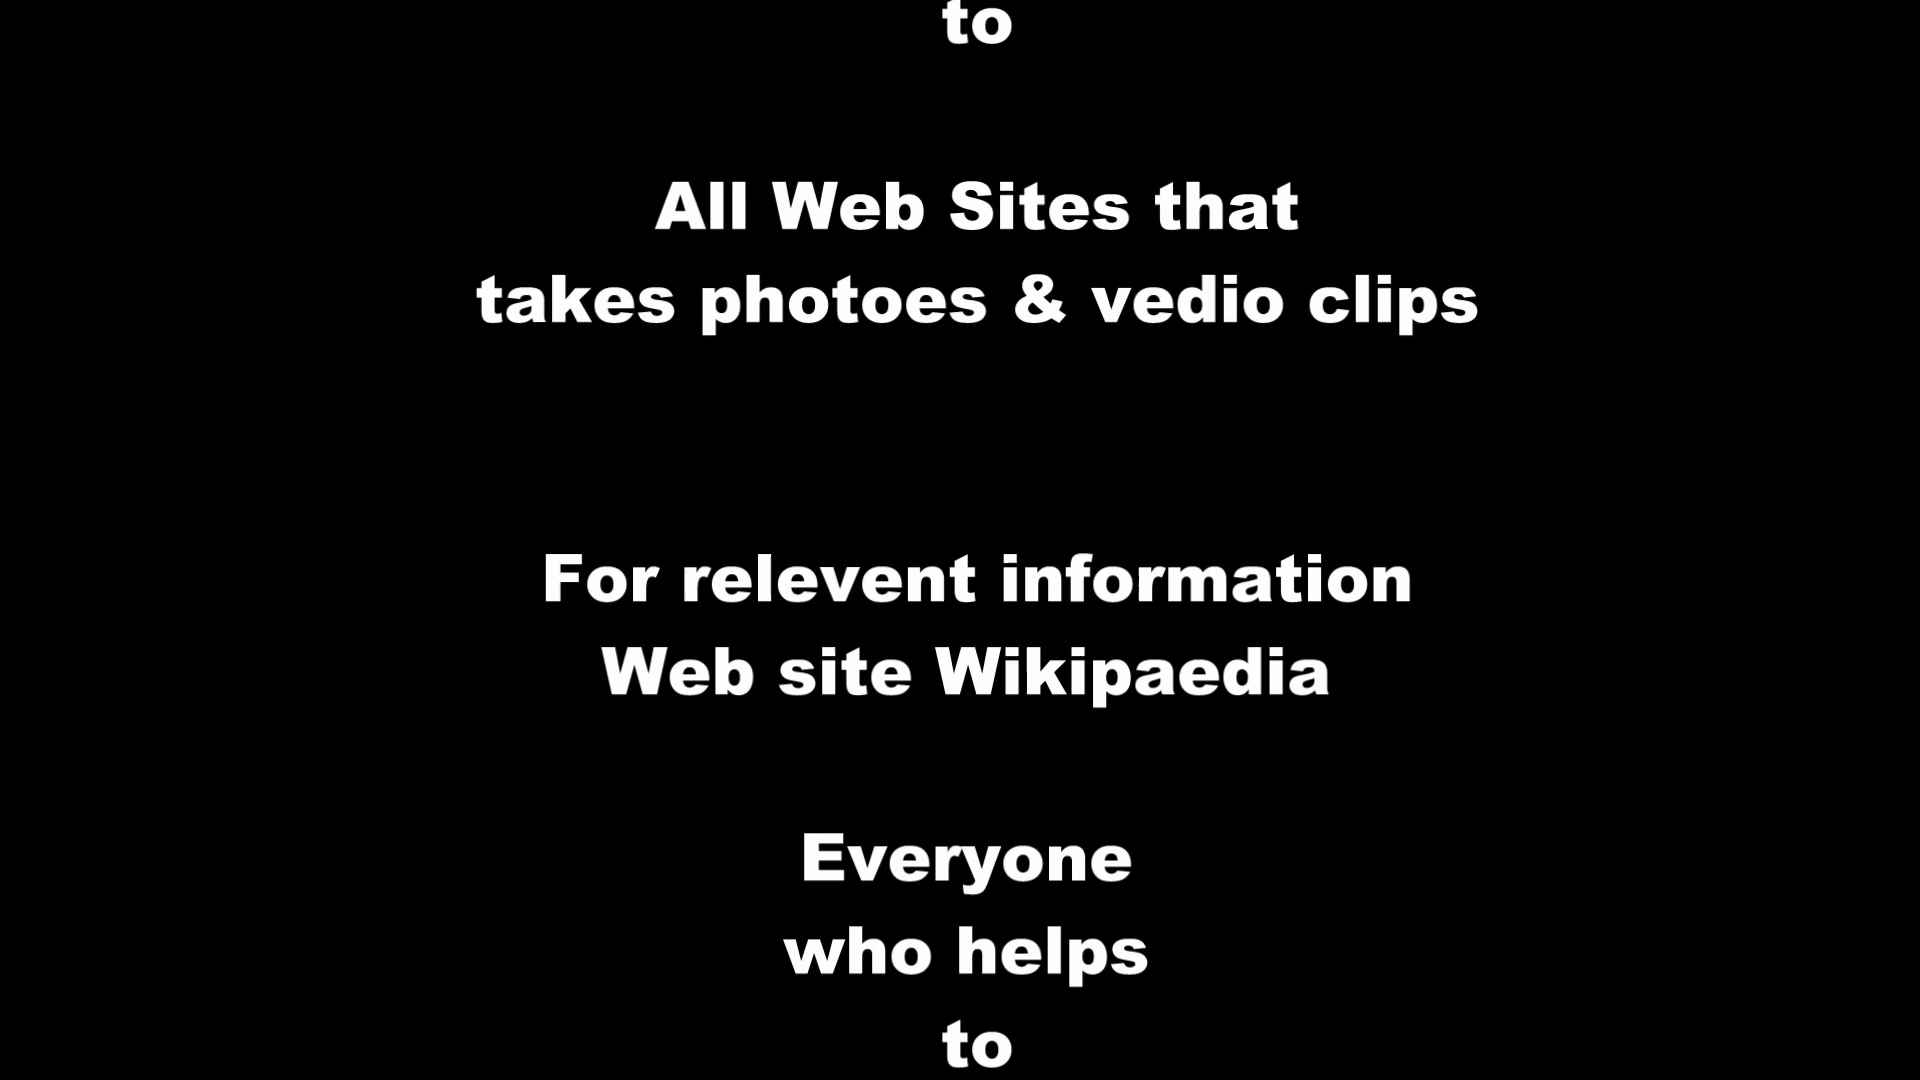 to
All Web Sites that
takes photoes & vedio clips
For relevent information
Web site Wikipaedia
Everyone
who helps
to